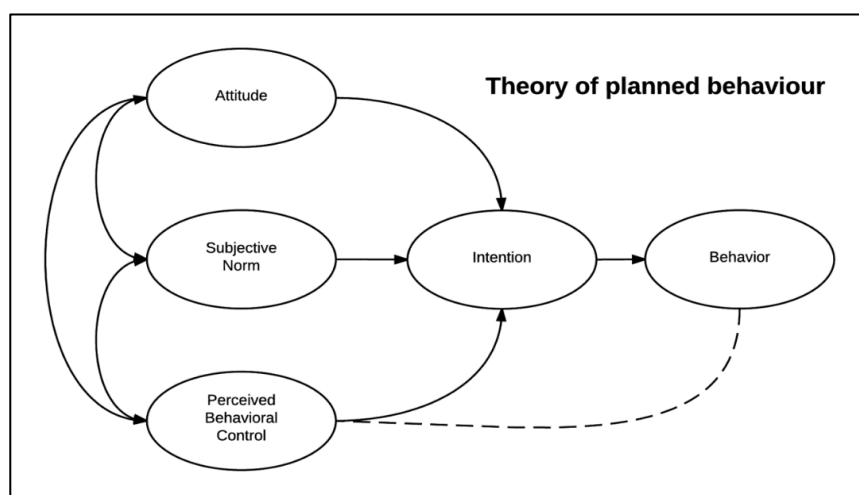 Theory of planned behaviour
Attitude
Subjective
Norm
Intention
Behavior
Perceived
Behavioral
Control